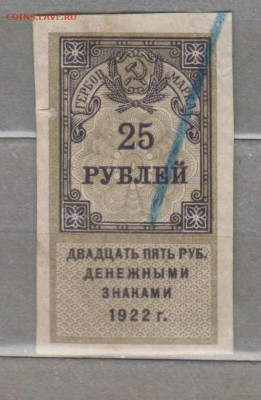 COINS.LAVE.RU
ГЕРБОВ. МАРКА
25
РУБЛЕЙ
ДВАДЦАТЬ ПЯТЬ РУБ.
ДЕНЕЖНЫМИ
ЗНАКАМИ
1922 г.